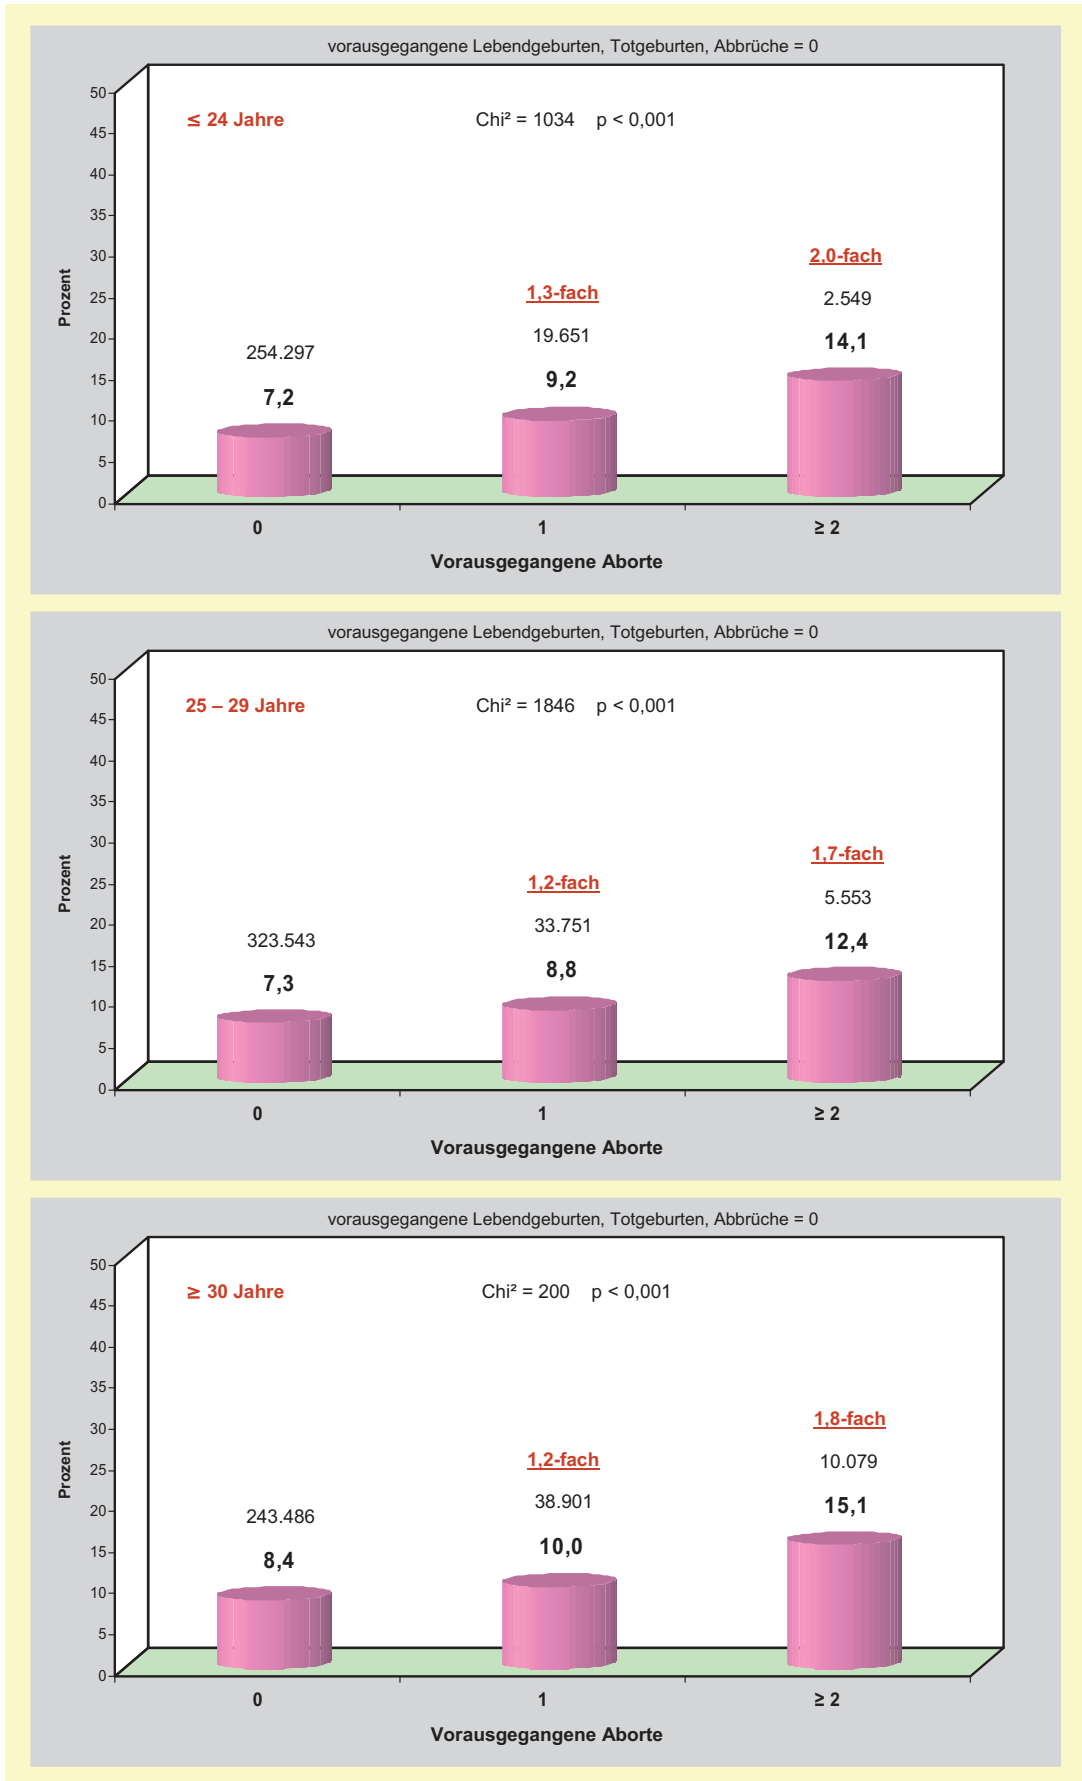 vorausgegangene Lebendgeburten, Totgeburten, Abbrüche = 0
≤ 24 Jahre
Chi² = 1034 p < 0,001
50
45
40
35
30
25
20
15
10
5
0
Prozent
254.297
7,2
1,3-fach
19.651
9,2
2,0-fach
2.549
14,1
0 1 ≥ 2
Vorausgegangene Aborte
vorausgegangene Lebendgeburten, Totgeburten, Abbrüche = 0
25 – 29 Jahre
Chi² = 1846 p < 0,001
50
45
40
35
30
25
20
15
10
5
0
Prozent
323.543
7,3
1,2-fach
33.751
8,8
1,7-fach
5.553
12,4
0 1 ≥ 2
Vorausgegangene Aborte
vorausgegangene Lebendgeburten, Totgeburten, Abbrüche = 0
≥ 30 Jahre
Chi² = 200 p < 0,001
50
45
40
35
30
25
20
15
10
5
0
Prozent
243.486
8,4
1,2-fach
38.901
10,0
1,8-fach
10.079
15,1
0 1 ≥ 2
Vorausgegangene Aborte